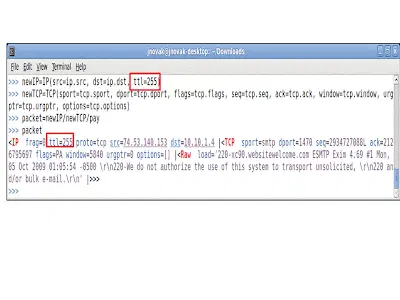 jnovak@jnovak-desktop: ~ Downloads
File Edit View Terminal Help
>>> newIP=IP(src=ip.src, dst=ip.dst, ttl=255)
>>> newTCP=TCP(sport=tcp.sport, dport=tcp.dport, flags=tcp.flags, seq=tcp.seq, ack=tcp.ack, window=tcp.window, urg
ptr=tcp.urgptr, options=tcp.options)
>>> packet=newIP/newTCP/pay
>>> packet
<IP frag=0 ttl=255 proto=tcp src=74.53.140.153 dst=10.10.1.4 |<TCP sport=smtp dport=1470 seq=2934727088L ack=212
6795697 flags=PA window=5840 urgptr=0 options=[] |<Raw load='220-xc90.websitewelcome.com ESMTP Exim 4.69 #1 Mon,
05 Oct 2009 01:05:54 -0500 \r\n220-We do not authorize the use of this system to transport unsolicited, \r\n220 an
d/or bulk e-mail.\r\n' |>>>
>>>